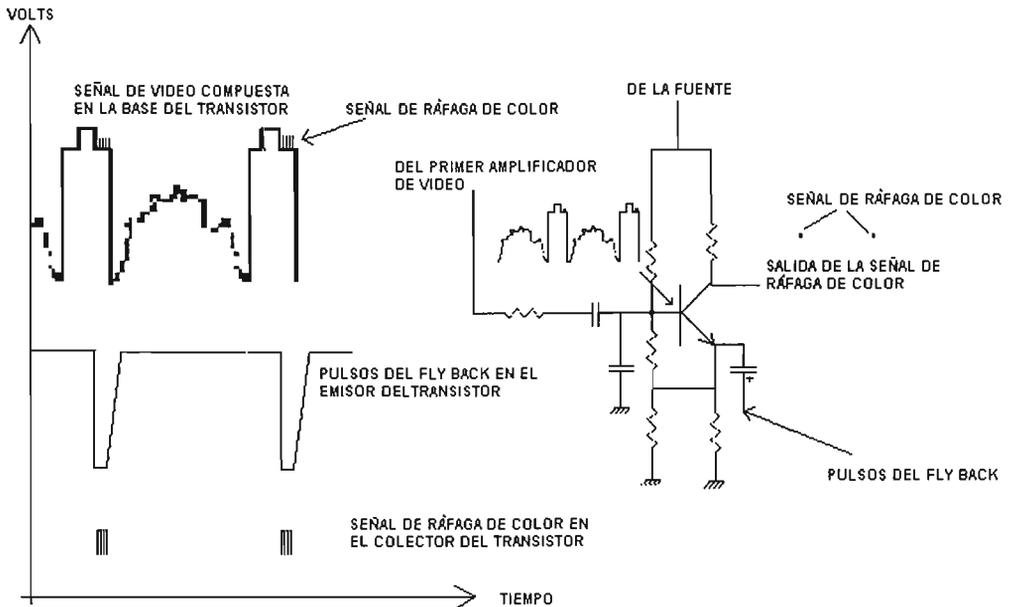 VOLTS
SEÑAL DE VIDEO COMPUESTA
EN LA BASE DEL TRANSISTOR
SEÑAL DE RÁFAGA DE COLOR
DE LA FUENTE
DEL PRIMER AMPLIFICADOR
DE VIDEO
SEÑAL DE RÁFAGA DE COLOR
SALIDA DE LA SEÑAL DE
RÁFAGA DE COLOR
PULSOS DEL FLY BACK EN EL
EMISOR DELTRANSISTOR
+
PULSOS DEL FLY BACK
SEÑAL DE RÁFAGA DE COLOR EN
EL COLECTOR DEL TRANSISTOR
TIEMPO